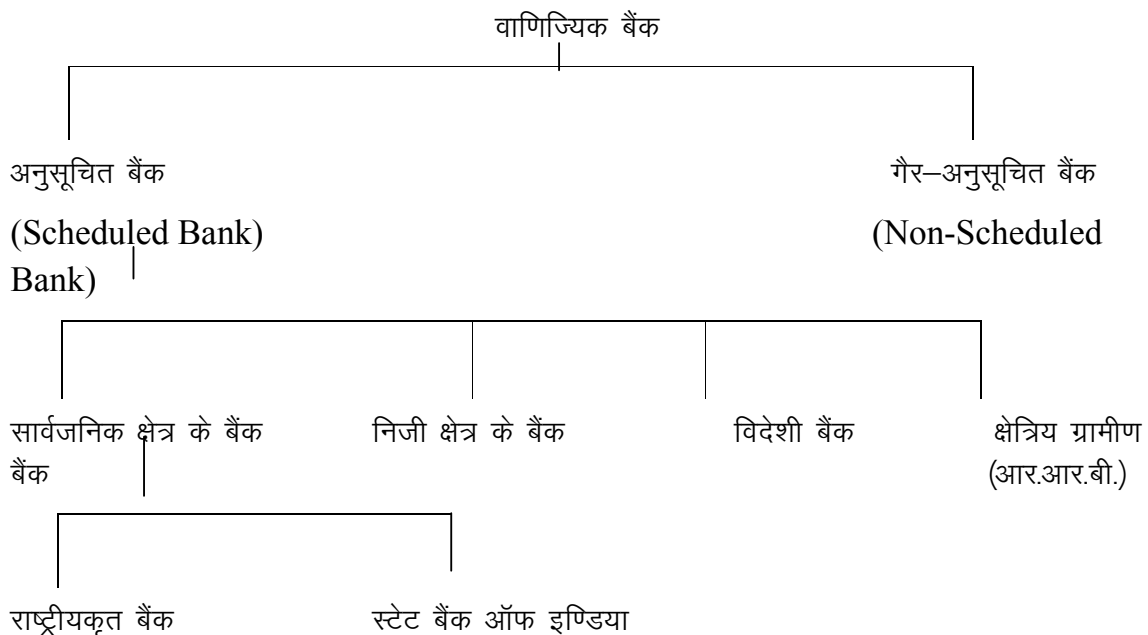 वाणिज्यिक बैंक
अनुसूचित बैंक गैर–अनुसूचित बैंक
(Scheduled Bank) (Non-Scheduled
Bank)
सार्वजनिक क्षेत्र के बैंक निजी क्षेत्र के बैंक विदेशी बैंक क्षेत्रिय ग्रामीण
बैंक (आर.आर.बी.)
राष्ट्रीयकृत बैंक स्टेट बैंक ऑफ इण्डिया